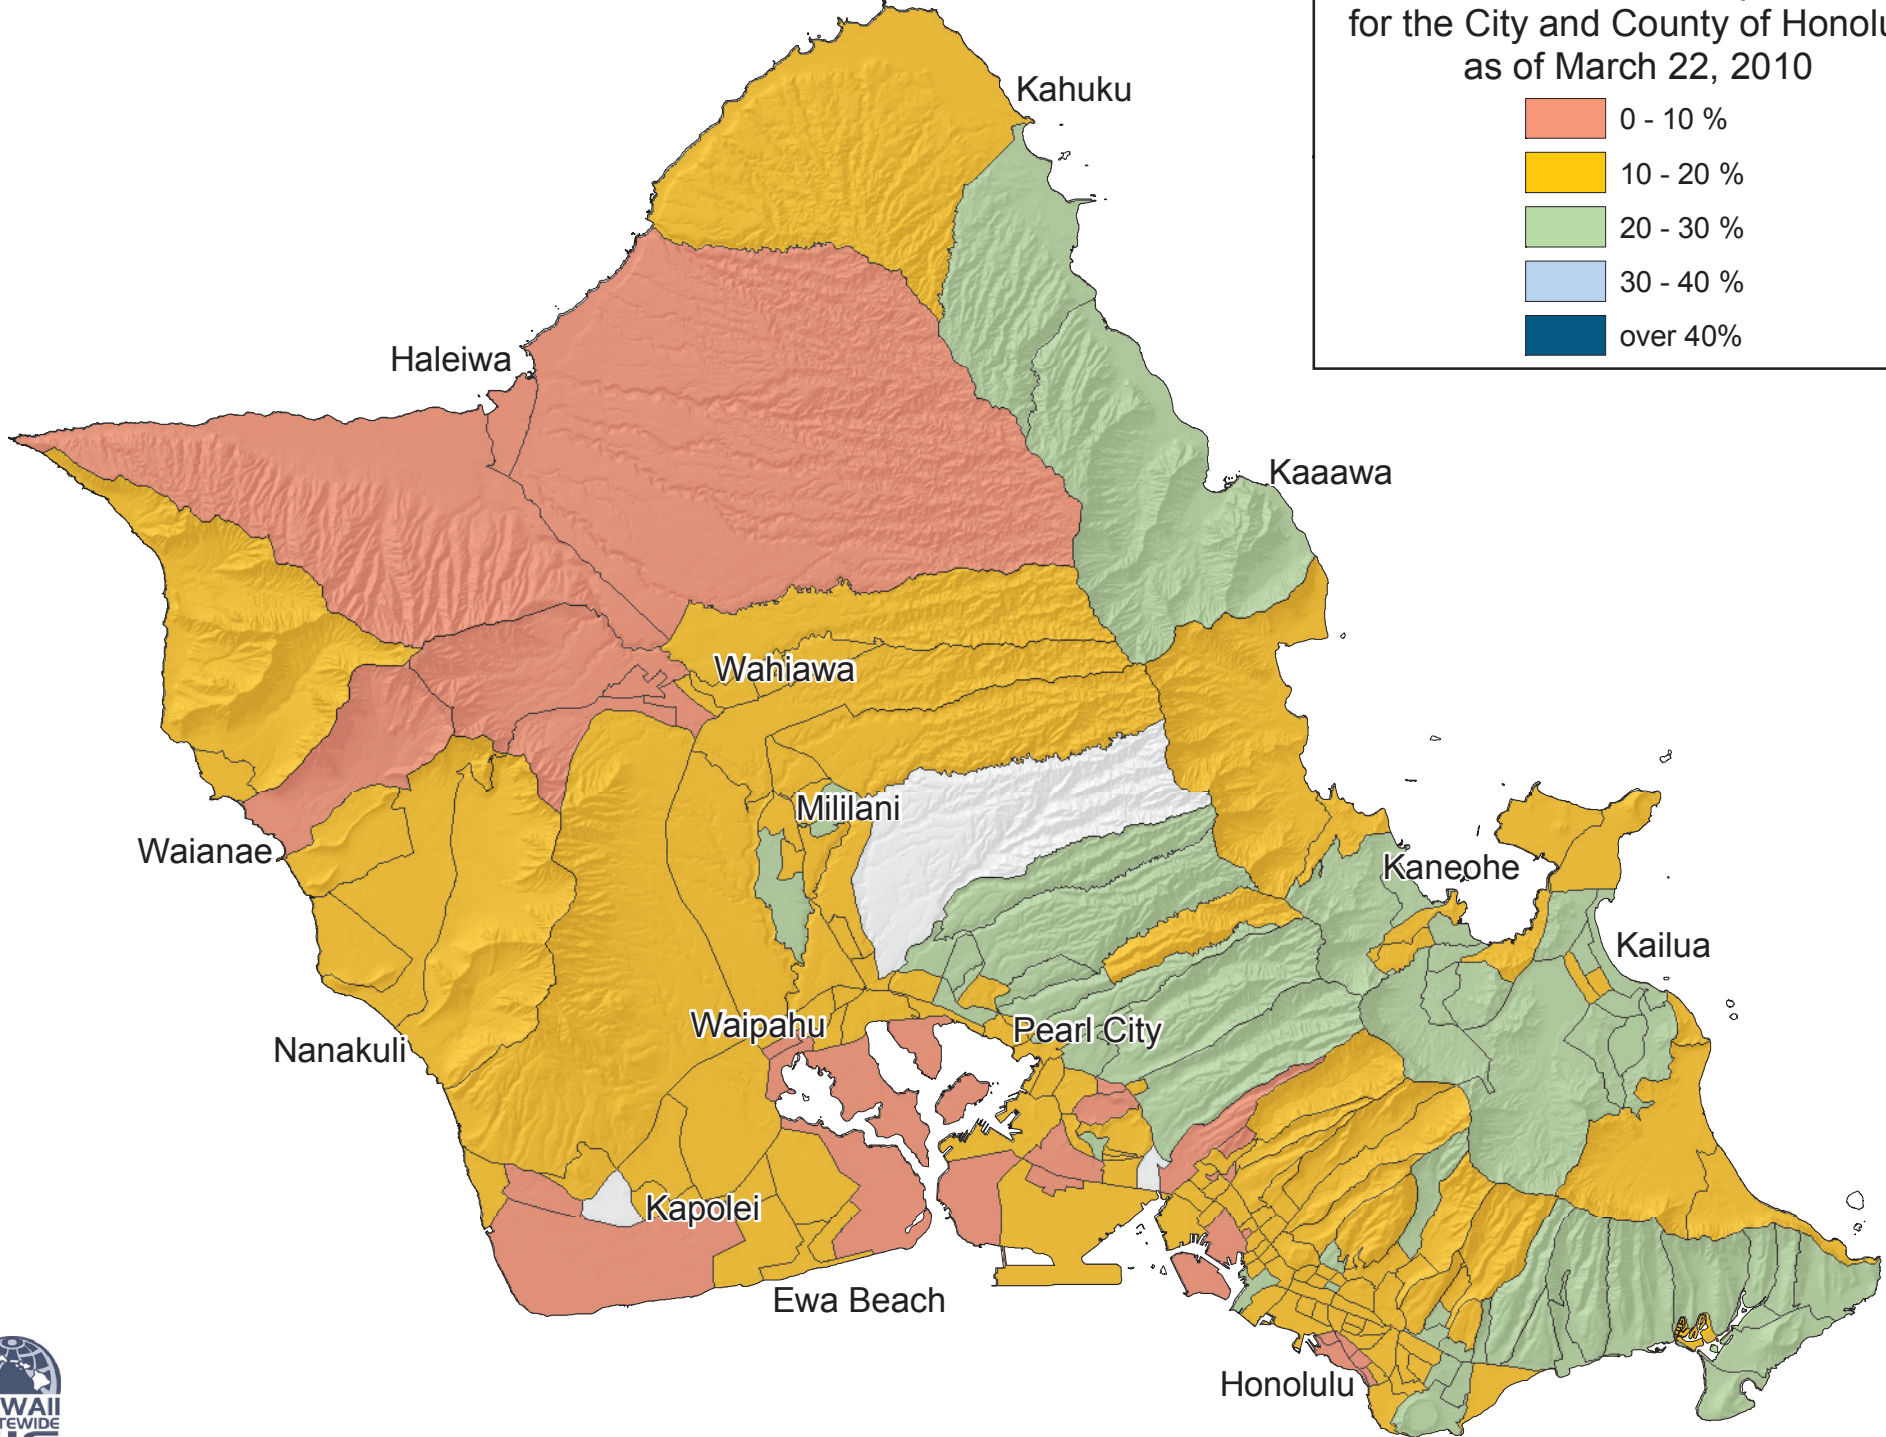 for the City and County of Honolu
as of March 22, 2010
0 - 10 %
10 - 20 %
20 - 30 %
30 - 40 %
over 40%
Kahuku
Haleiwa
Kaaawa
Wahiawa
Mililani
Waianae
Kaneohe
Kailua
Waipahu
Pearl City
Nanakuli
Kapolei
Ewa Beach
Honolulu
WAII
TEWIDE